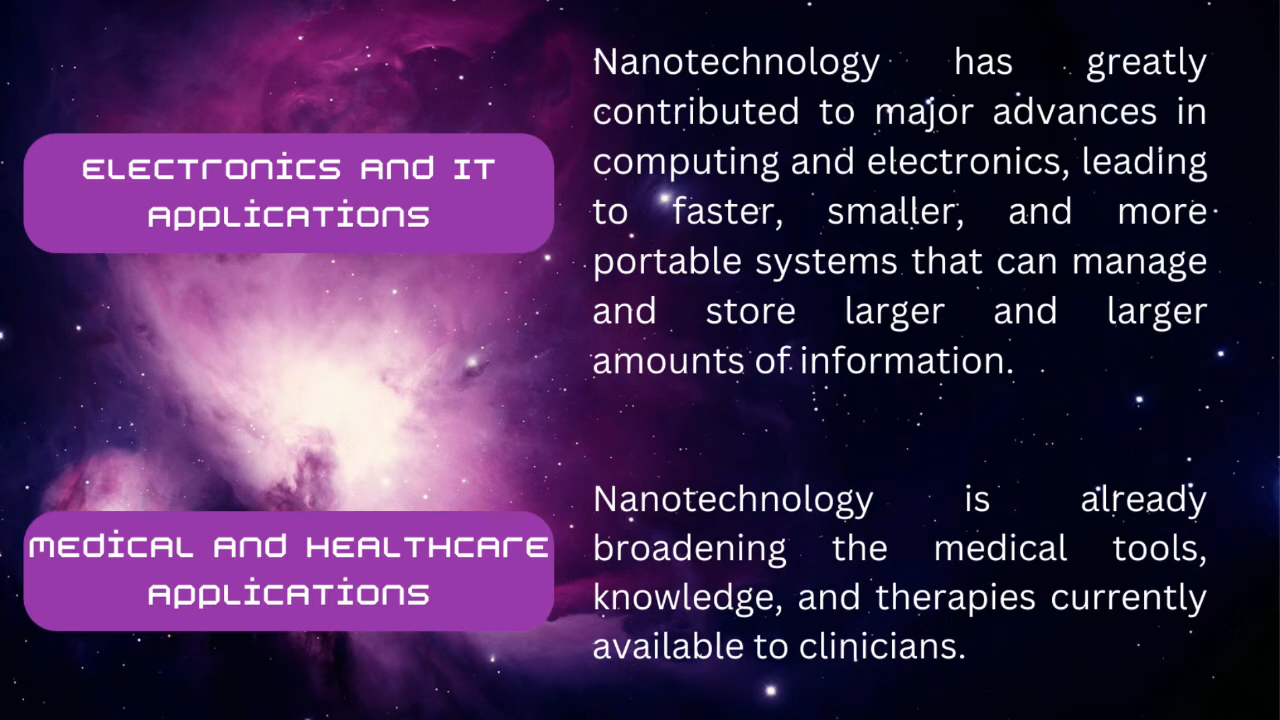 ELECTRONICS AND IT
APPLICATIONS
Nanotechnology has greatly
contributed to major advances in
computing and electronics, leading
to faster, smaller, and more
portable systems that can manage
and store larger and larger
amounts of information.
MEDICAL AND HEALTHCARE
APPLICATIONS
Nanotechnology is already
broadening the medical tools,
knowledge, and therapies currently
available to clinicians.